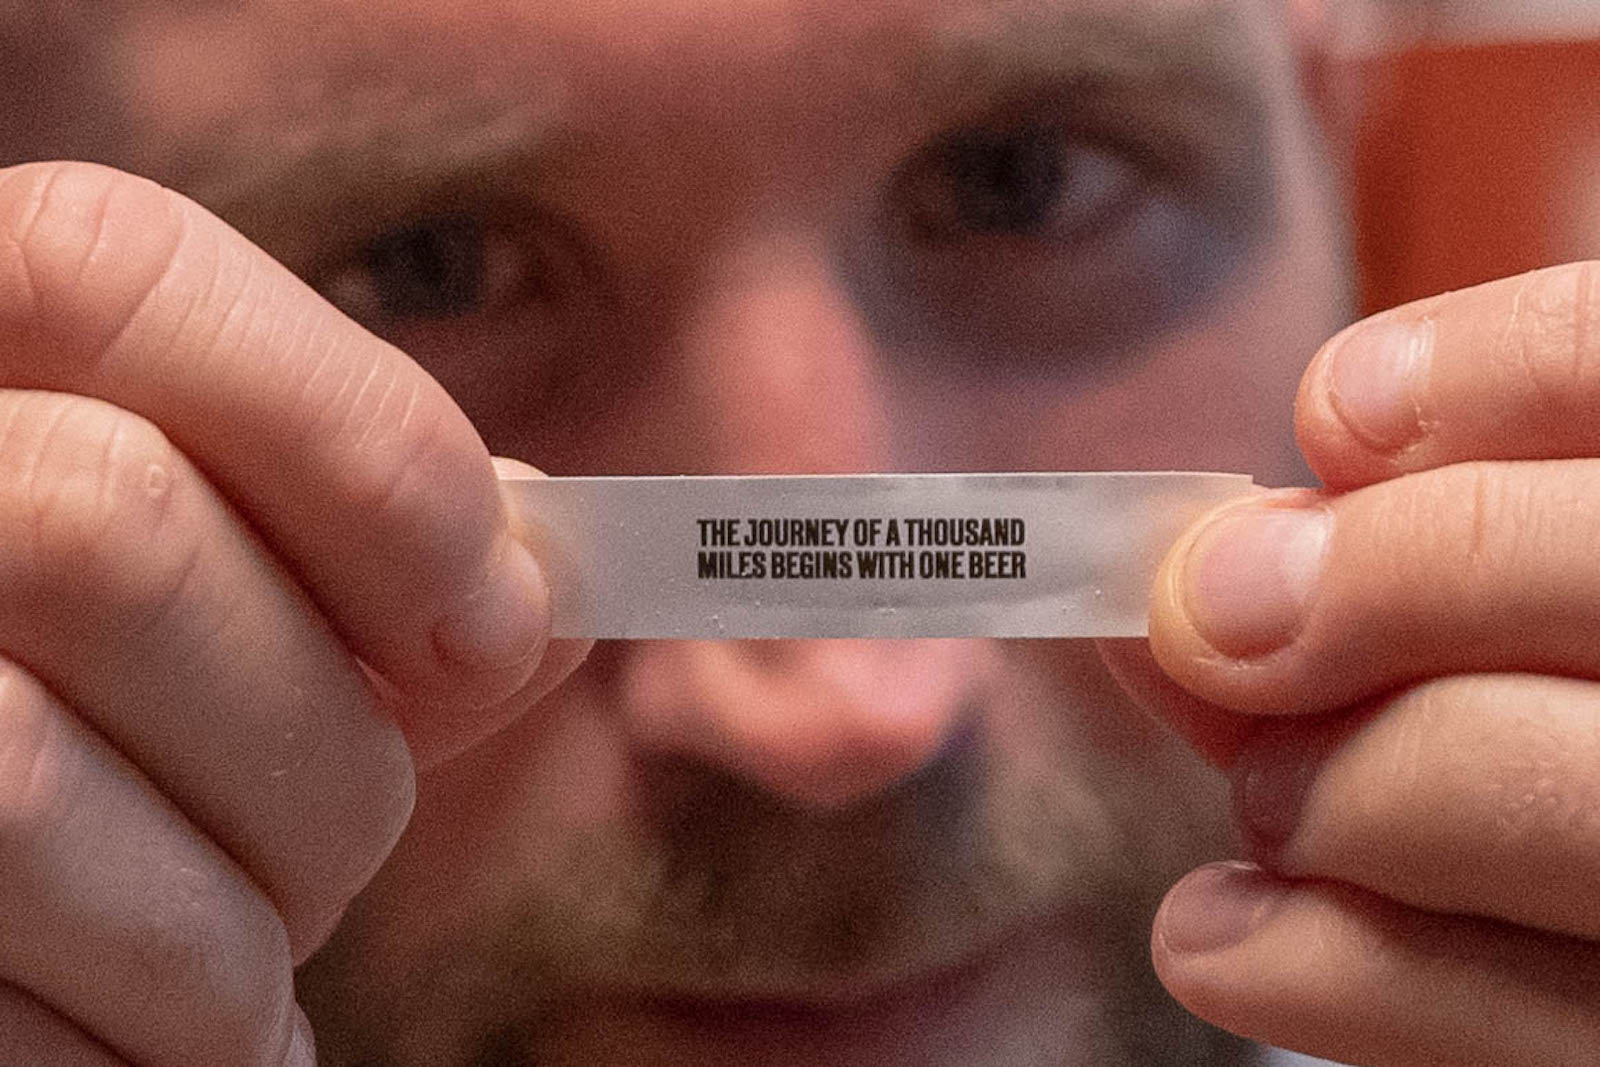 THE JOURNEY OF A THOUSAND
MILES BEGINS WITH ONE BEER